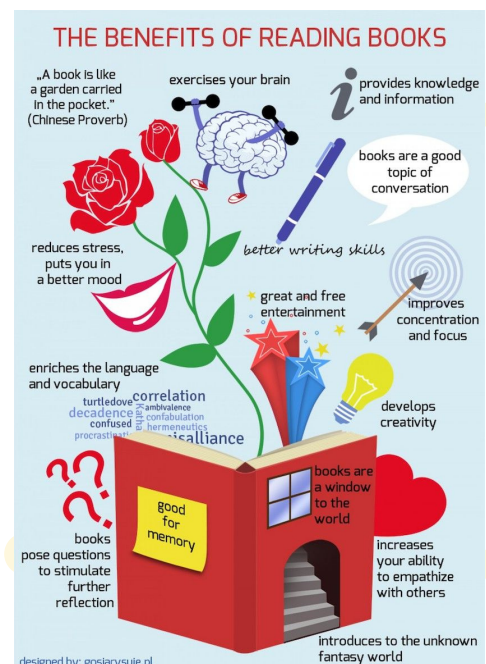 THE BENEFITS OF READING BOOKS
„A book is like
a garden carried
in the pocket.”
(Chinese Proverb)
exercises your brain
provides knowledge
and information
books are a good
topic of
conversation
better writing skills
reduces stress,
puts you in
a better mood
great and free
entertainment
improves
concentration
and focus
enriches the language
and vocabulary
correlation
turtledove
ambivalence
decadence
Katha
confabulation
confused
hermeneutics
procrastinati
isalliance
develops
creativity
books are
a window
to the
world
good
for
memory
books
pose questions
to stimulate
further
reflection
increases
your ability
to empathize
with others
introduces to the unknown
fantasy world
designed by: gosiarysuje.pl